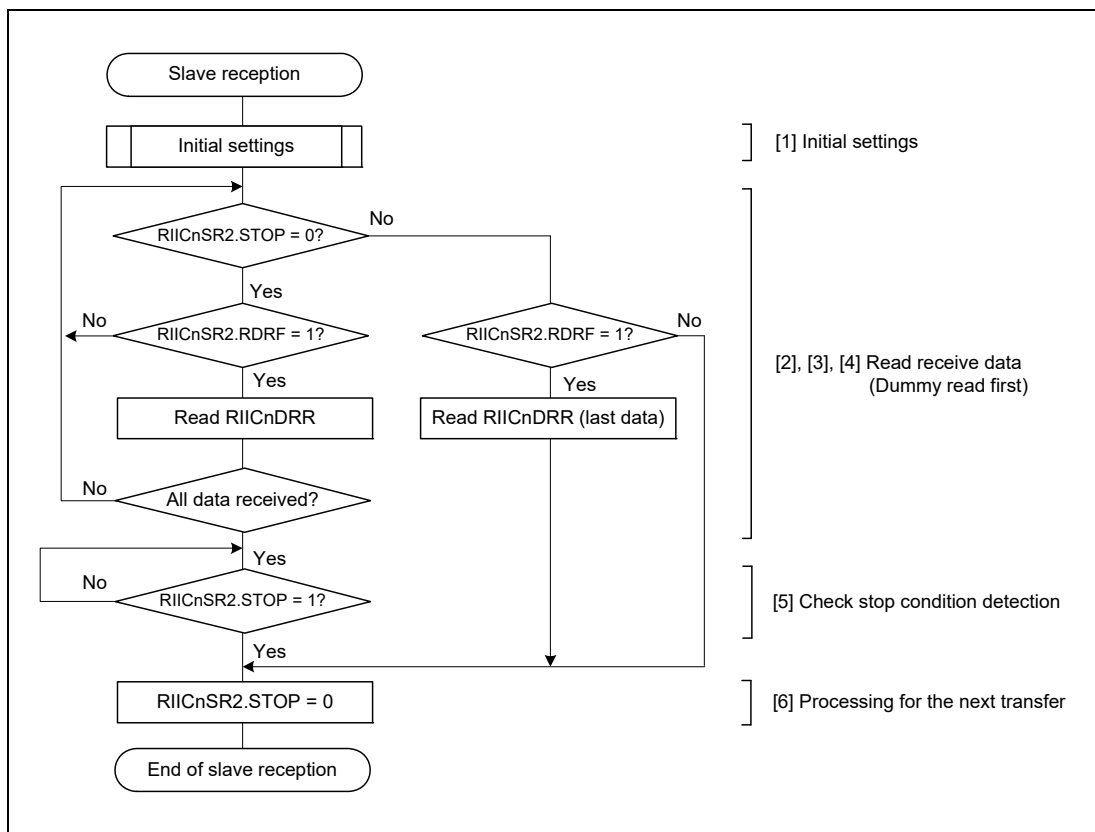 Slave reception
Initial settings
[1] Initial settings
RIICnSR2.STOP = 0?
No
Yes
No
RIICnSR2.RDRF = 1?
RIICnSR2.RDRF = 1?
No
Yes
Yes
[2], [3], [4] Read receive data
(Dummy read first)
Read RIICnDRR
Read RIICnDRR (last data)
No
All data received?
Yes
No
RIICnSR2.STOP = 1?
[5] Check stop condition detection
Yes
RIICnSR2.STOP = 0
[6] Processing for the next transfer
End of slave reception